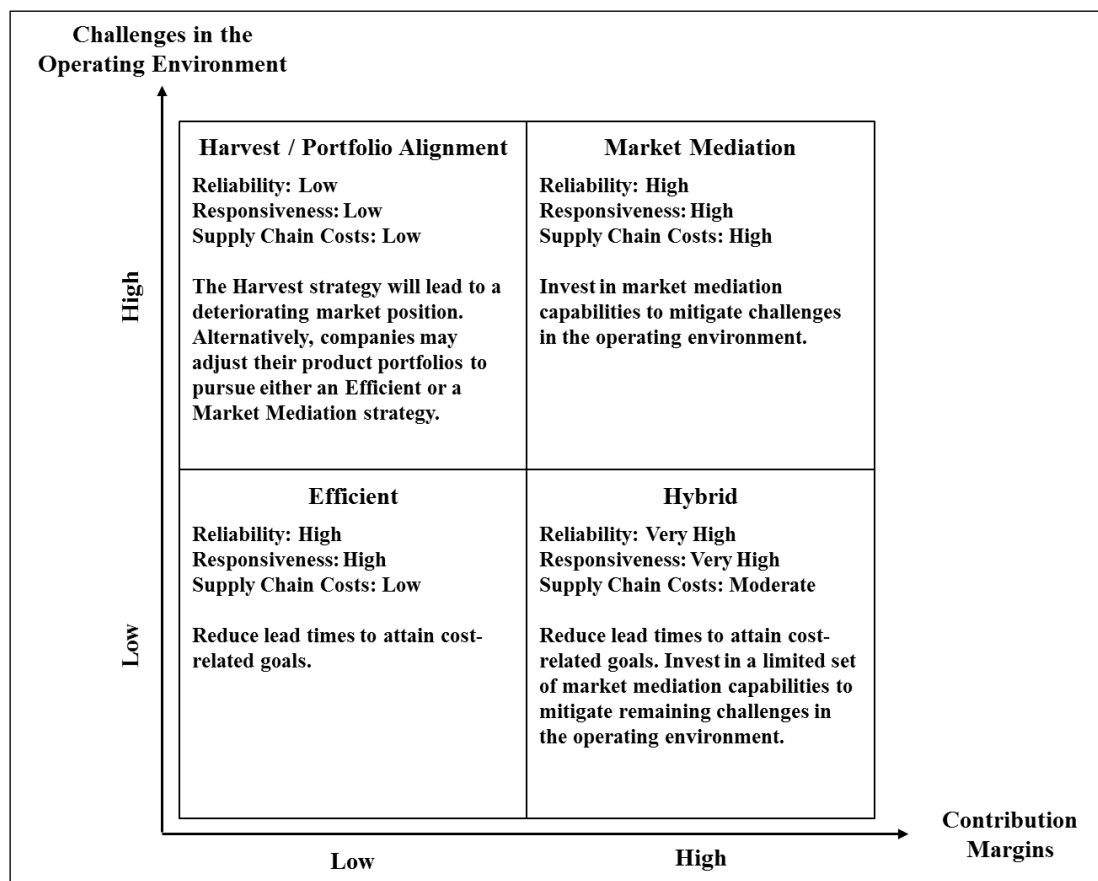 Challenges in the
Operating Environment
High
Low
Harvest / Portfolio Alignment
Reliability: Low
Responsiveness: Low
Supply Chain Costs: Low
The Harvest strategy will lead to a
deteriorating market position.
Alternatively, companies may
adjust their product portfolios to
pursue either an Efficient or a
Market Mediation strategy.
Market Mediation
Reliability: High
Responsiveness: High
Supply Chain Costs: High
Invest in market mediation
capabilities to mitigate challenges
in the operating environment.
Efficient
Reliability: High
Responsiveness: High
Supply Chain Costs: Low
Reduce lead times to attain cost-
related goals.
Hybrid
Reliability: Very High
Responsiveness: Very High
Supply Chain Costs: Moderate
Reduce lead times to attain cost-
related goals. Invest in a limited set
of market mediation capabilities to
mitigate remaining challenges in
the operating environment.
Low
High
Contribution
Margins